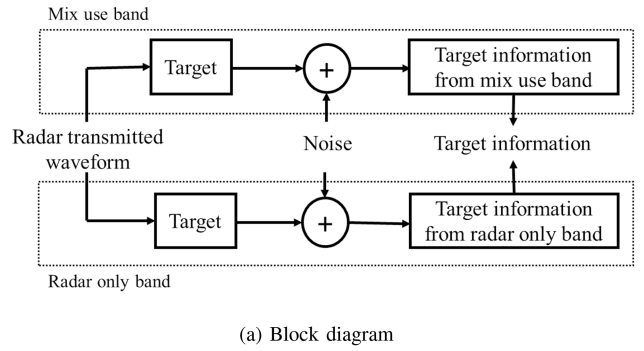 Mix use band
Target
+
Target information
from mix use band
Radar transmitted
waveform
Noise
Target information
Target
+
Target information
from radar only band
Radar only band
(a) Block diagram